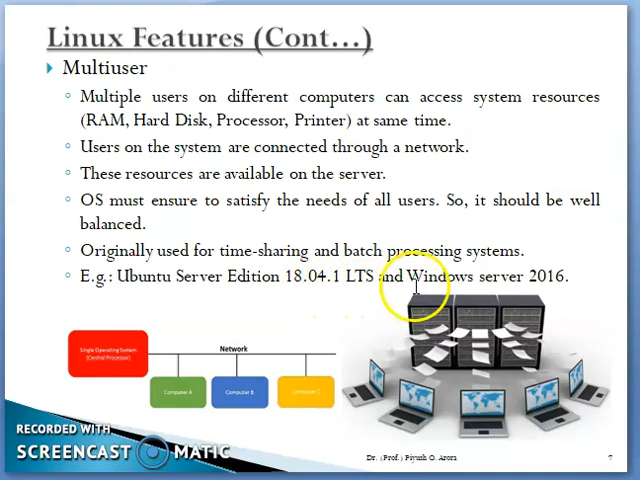 Linux Features (Cont…)
Multiuser
Multiple users on different computers can access system resources
(RAM, Hard Disk, Processor, Printer) at same time.
Users on the system are connected through a network.
These resources are available on the server.
OS must ensure to satisfy the needs of all users. So, it should be well
balanced.
Originally used for time-sharing and batch processing systems.
E.g.: Ubuntu Server Edition 18.04.1 LTS and Windows server 2016.
Single Operating System
(Central Processor)
Network
Computer A
Computer B
Computer C
RECORDED WITH
SCREENCAST MATIC
Dr. (Prof.) Piyush O. Arora
7